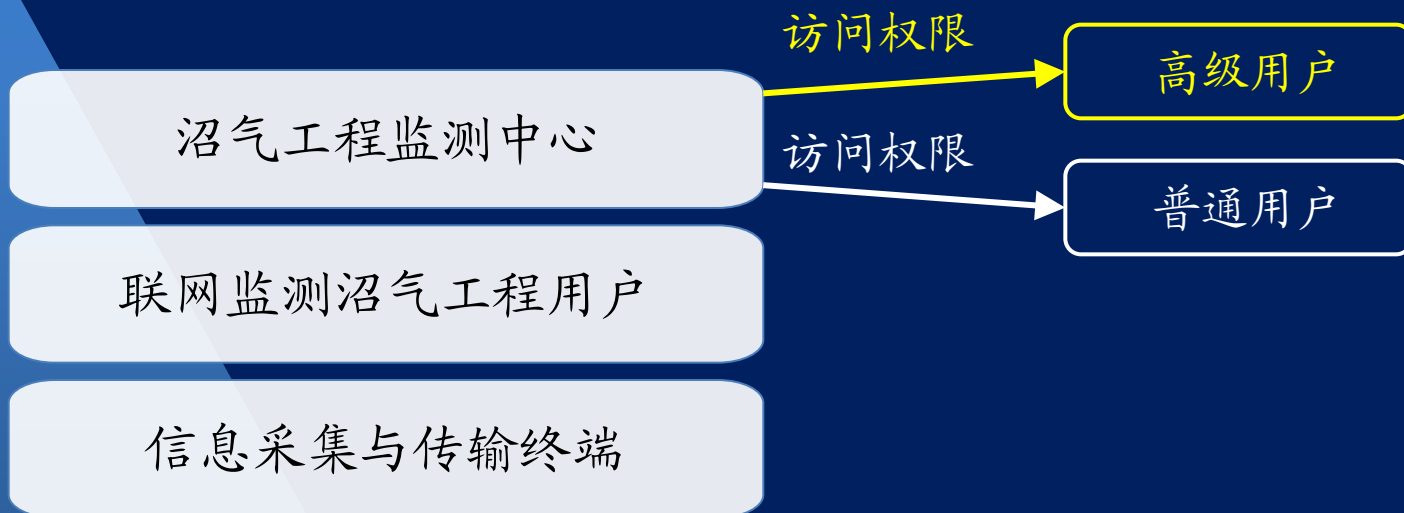 访问权限
高级用户
沼气工程监测中心
访问权限
普通用户
联网监测沼气工程用户
信息采集与传输终端